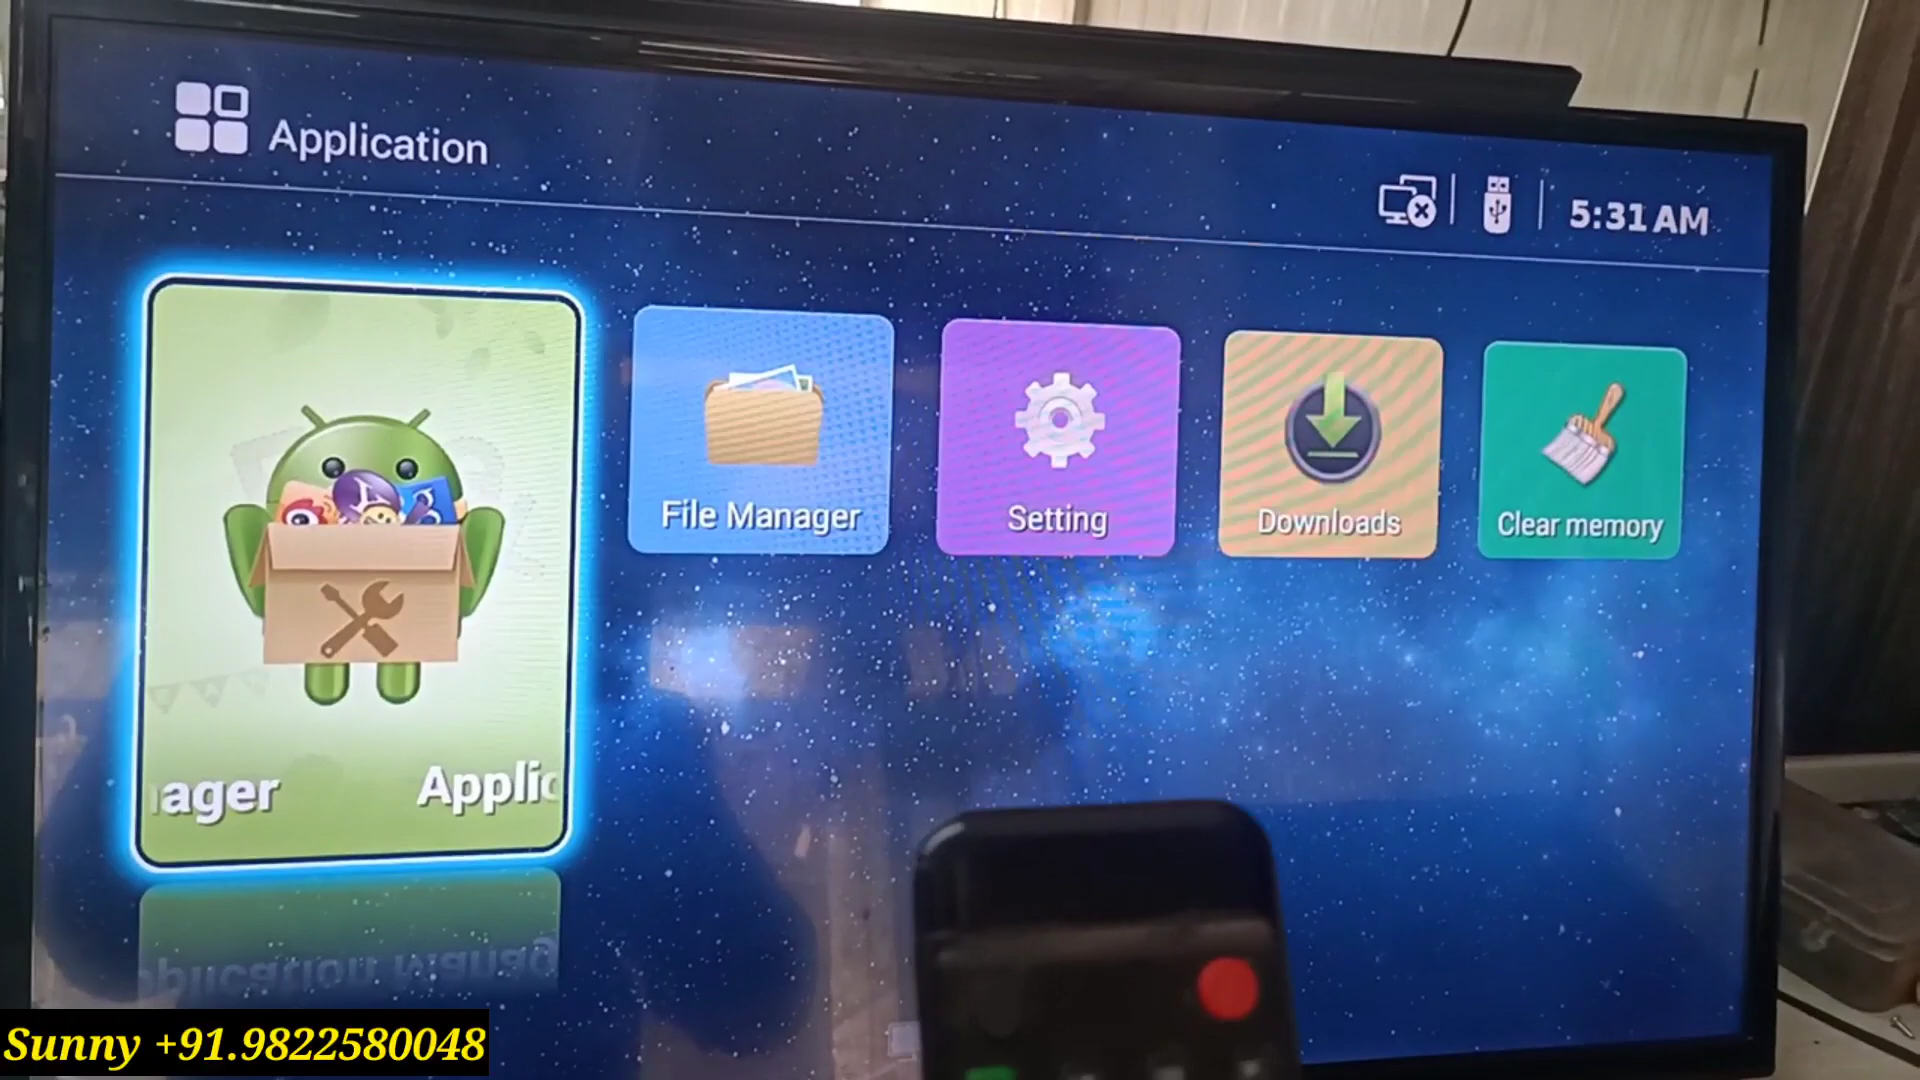 Application
5:31 AM
ager Applic
File Manager
Setting
Downloads
Clear memory
Sunny +91.9822580048